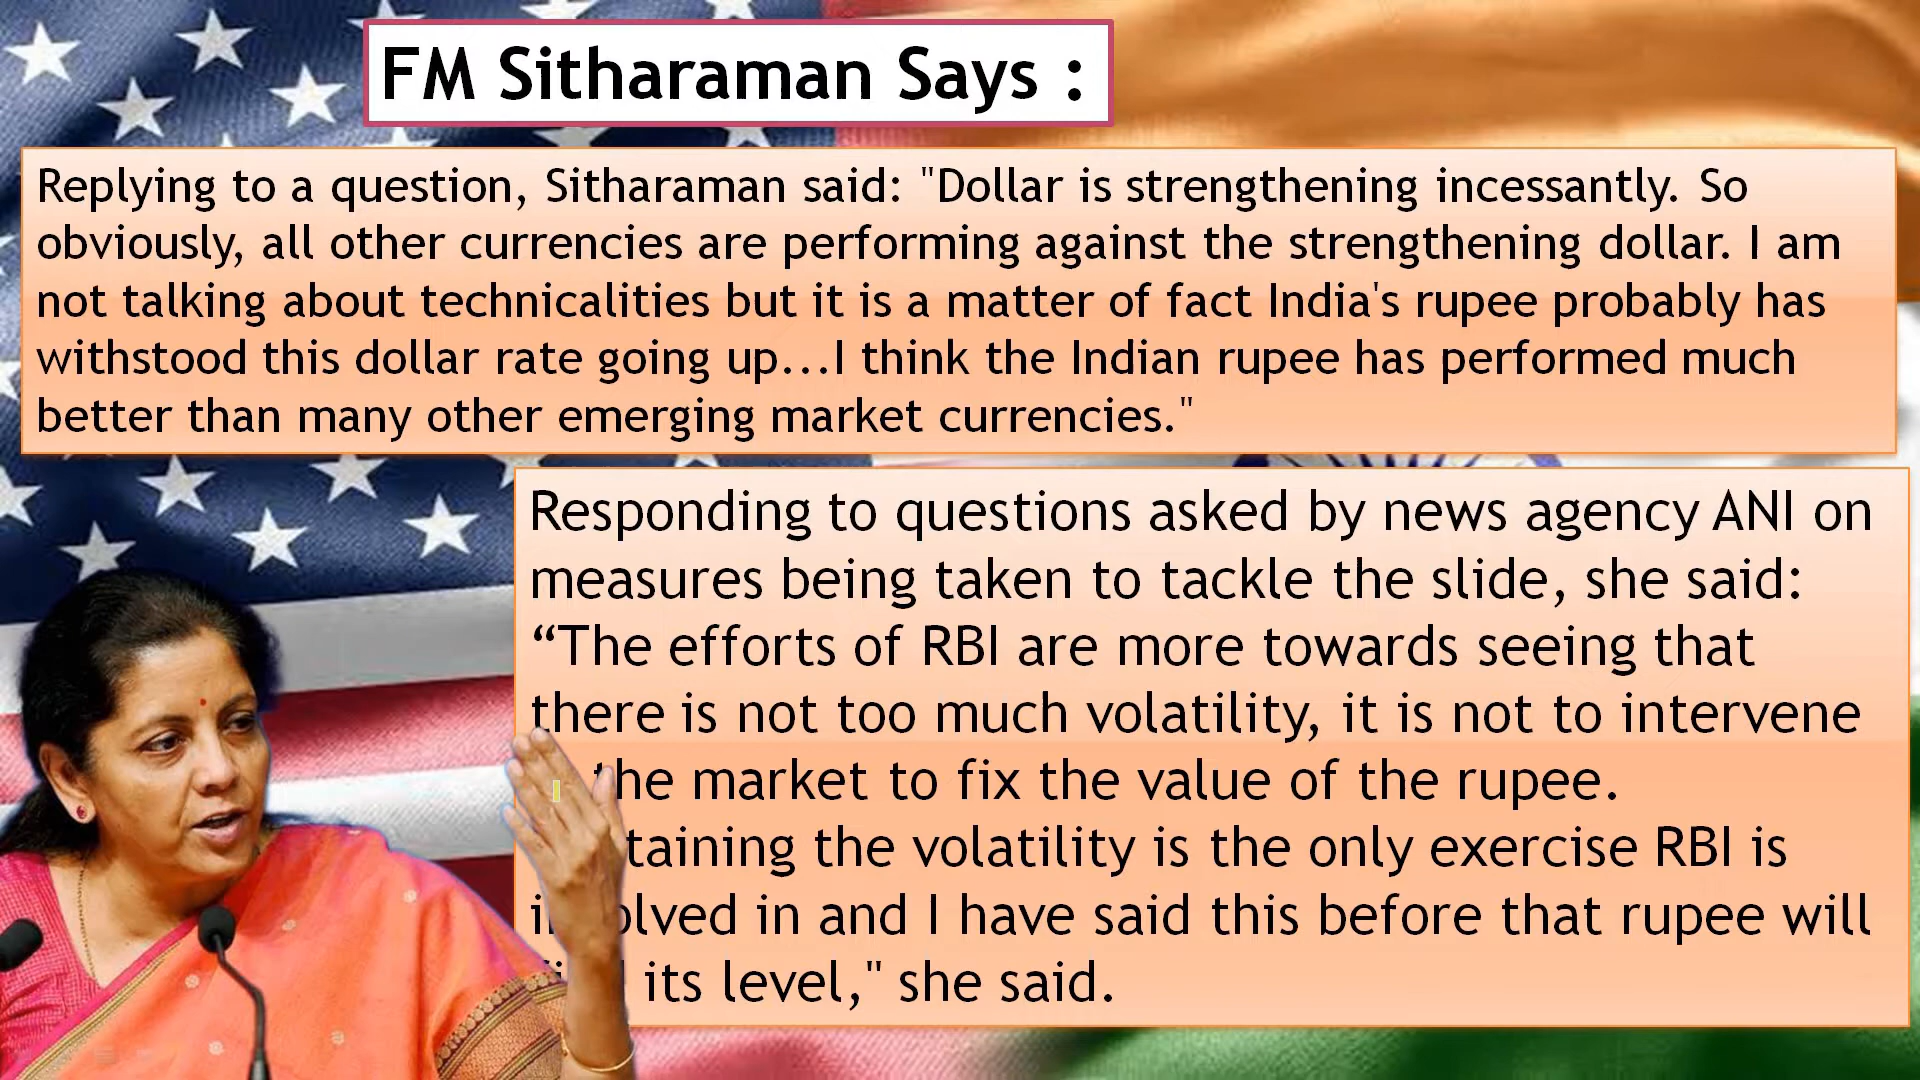 FM Sitharaman Says :
Replying to a question, Sitharaman said: "Dollar is strengthening incessantly. So
obviously, all other currencies are performing against the strengthening dollar. I am
not talking about technicalities but it is a matter of fact India's rupee probably has
withstood this dollar rate going up...I think the Indian rupee has performed much
better than many other emerging market currencies."
Responding to questions asked by news agency ANI on
measures being taken to tackle the slide, she said:
“The efforts of RBI are more towards seeing that
there is not too much volatility, it is not to intervene
the market to fix the value of the rupee.
taining the volatility is the only exercise RBI is
involved in and I have said this before that rupee will
its level," she said.